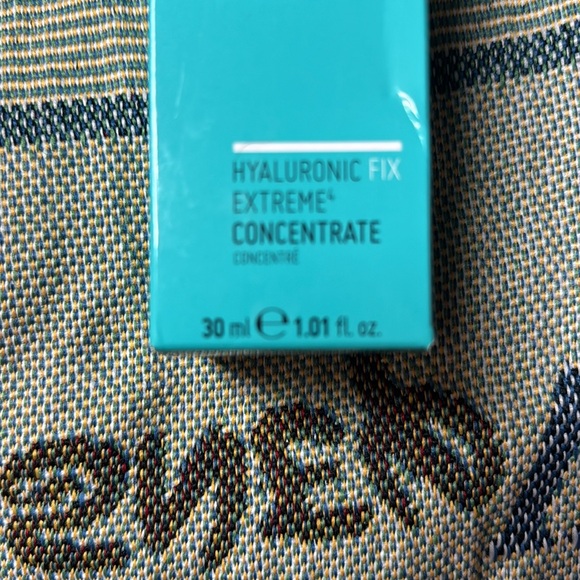 HYALURONIC FIX
EXTREME⁴
CONCENTRATE
CONCENTRÉ
30 ml ℮ 1.01 fl. oz.